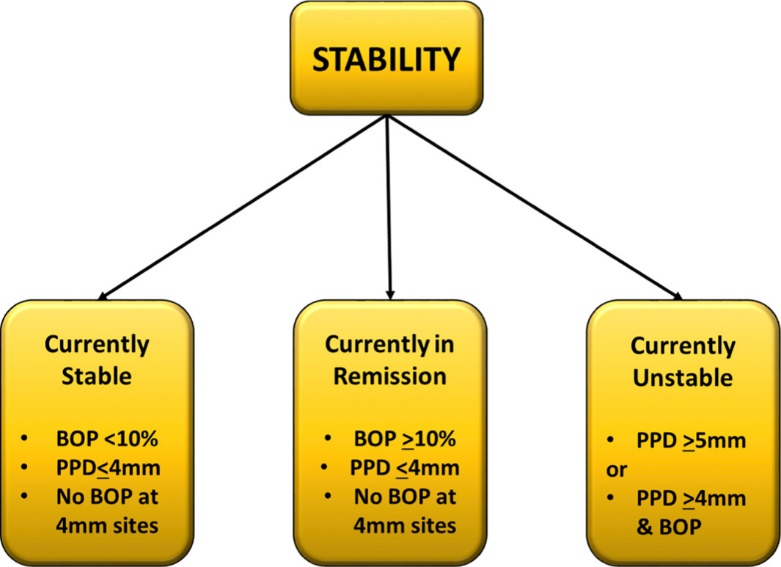 STABILITY
Currently
Stable
• BOP <10%
• PPD≤4mm
• No BOP at
4mm sites
Currently in
Remission
• BOP ≥10%
• PPD ≤4mm
• No BOP at
4mm sites
Currently
Unstable
• PPD ≥5mm
or
• PPD ≥4mm
& BOP